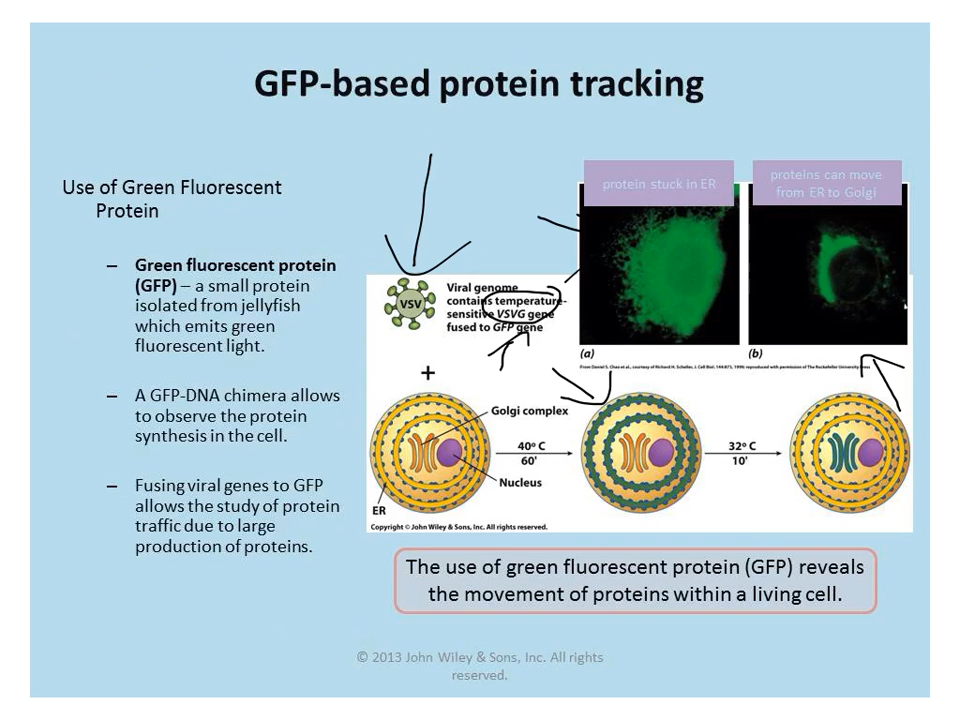 GFP-based protein tracking
Use of Green Fluorescent
Protein
– Green fluorescent protein
(GFP) – a small protein
isolated from jellyfish
which emits green
fluorescent light.
– A GFP-DNA chimera allows
to observe the protein
synthesis in the cell.
– Fusing viral genes to GFP
allows the study of protein
traffic due to large
production of proteins.
protein stuck in ER
proteins can move
from ER to Golgi
VSV
Viral genome
contains temperature-
sensitive VSVG gene
fused to GFP gene
(a)
(b)
From Daniel S. Chao et al., courtesy of Richard H. Scheller, J. Cell Biol. 144:873, 1999; reproduced with permission of The Rockefeller University
+
Golgi complex
40º C
60'
32º C
10'
Nucleus
ER
Copyright © John Wiley & Sons, Inc. All rights reserved.
The use of green fluorescent protein (GFP) reveals
the movement of proteins within a living cell.
© 2013 John Wiley & Sons, Inc. All rights
reserved.